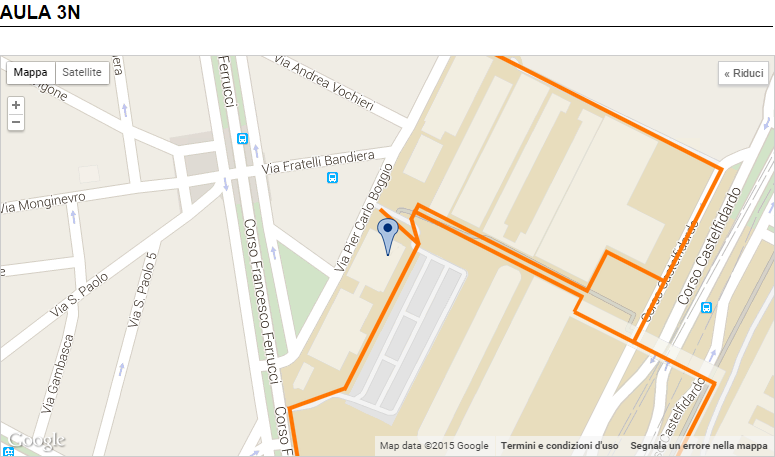 AULA 3N
Mappa
Satellite
« Riduci
+
−
Via Andrea Vochieri
Ferrucci
Via Fratelli Bandiera
Via Monginevro
Via Pier Carlo Boggio
Corso Castelfidardo
Corso Castelfidardo
Corso Francesco Ferrucci
Via S. Paolo
Via S. Paolo 5
Via Gambasca
Corso F
Castelfidardo
Google
Map data ©2015 Google
Termini e condizioni d'uso
Segnala un errore nella mappa